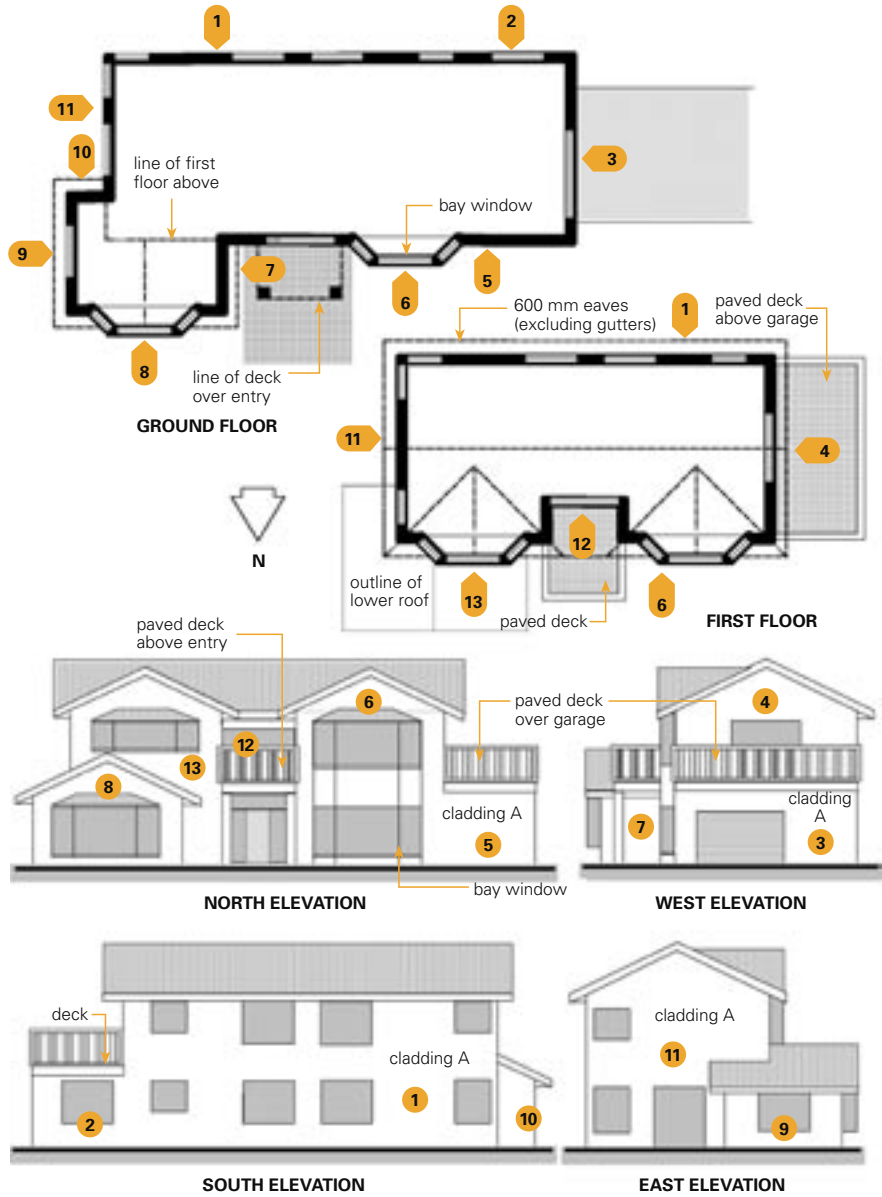 1
2
11
10
line of first
floor above
3
bay window
9
7
5
6
600 mm eaves
(excluding gutters)
1
paved deck
above garage
8
line of deck
over entry
GROUND FLOOR
11
4
N
12
outline of
lower roof
13
paved deck
6
FIRST FLOOR
paved deck
above entry
6
paved deck
over garage
4
12
13
8
cladding A
5
cladding
A
7
3
bay window
NORTH ELEVATION
WEST ELEVATION
deck
cladding A
1
2
10
cladding A
11
9
SOUTH ELEVATION
EAST ELEVATION